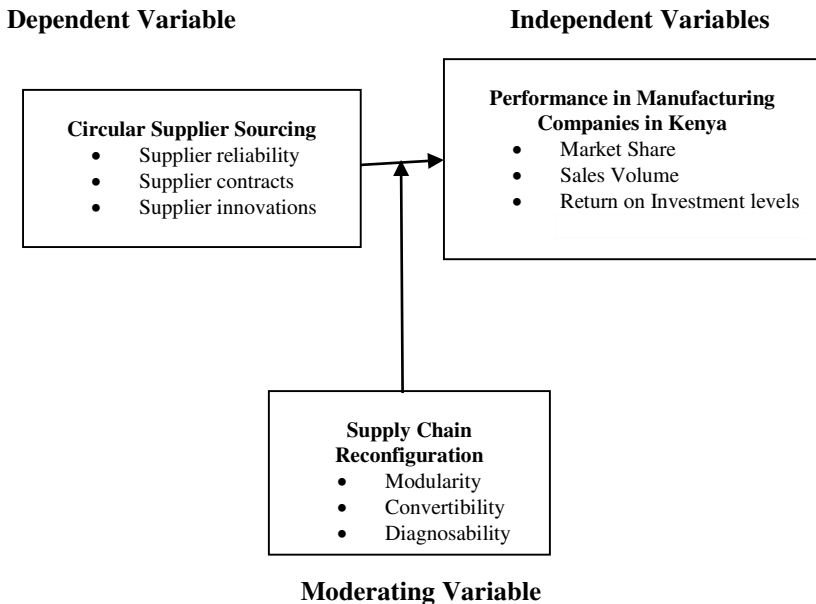 Dependent Variable
Independent Variables
Circular Supplier Sourcing
• Supplier reliability
• Supplier contracts
• Supplier innovations
Performance in Manufacturing
Companies in Kenya
• Market Share
• Sales Volume
• Return on Investment levels
Supply Chain
Reconfiguration
• Modularity
• Convertibility
• Diagnosability
Moderating Variable